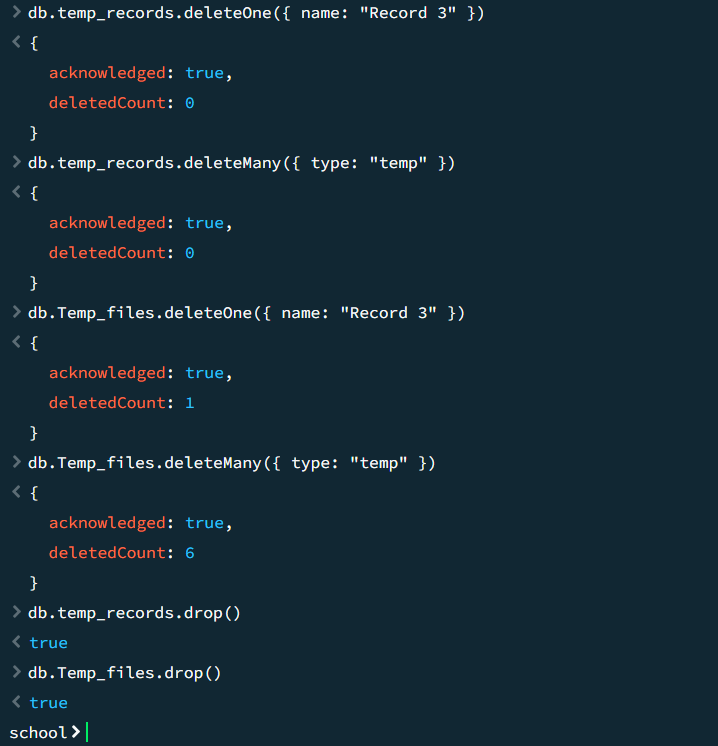 > db.temp_records.deleteOne({ name: "Record 3" })
< {
acknowledged: true,
deletedCount: 0
}
> db.temp_records.deleteMany({ type: "temp" })
< {
acknowledged: true,
deletedCount: 0
}
> db.Temp_files.deleteOne({ name: "Record 3" })
< {
acknowledged: true,
deletedCount: 1
}
> db.Temp_files.deleteMany({ type: "temp" })
< {
acknowledged: true,
deletedCount: 6
}
> db.temp_records.drop()
< true
> db.Temp_files.drop()
< true
school>